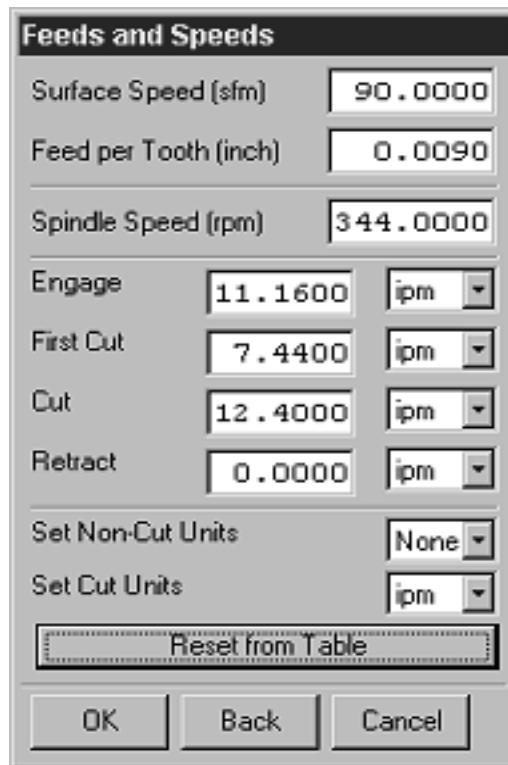 Feeds and Speeds
Surface Speed (sfm) 90.0000
Feed per Tooth (inch) 0.0090
Spindle Speed (rpm) 344.0000
Engage 11.1600 ipm
First Cut 7.4400 ipm
Cut 12.4000 ipm
Retract 0.0000 ipm
Set Non-Cut Units None
Set Cut Units ipm
Reset from Table
OK Back Cancel